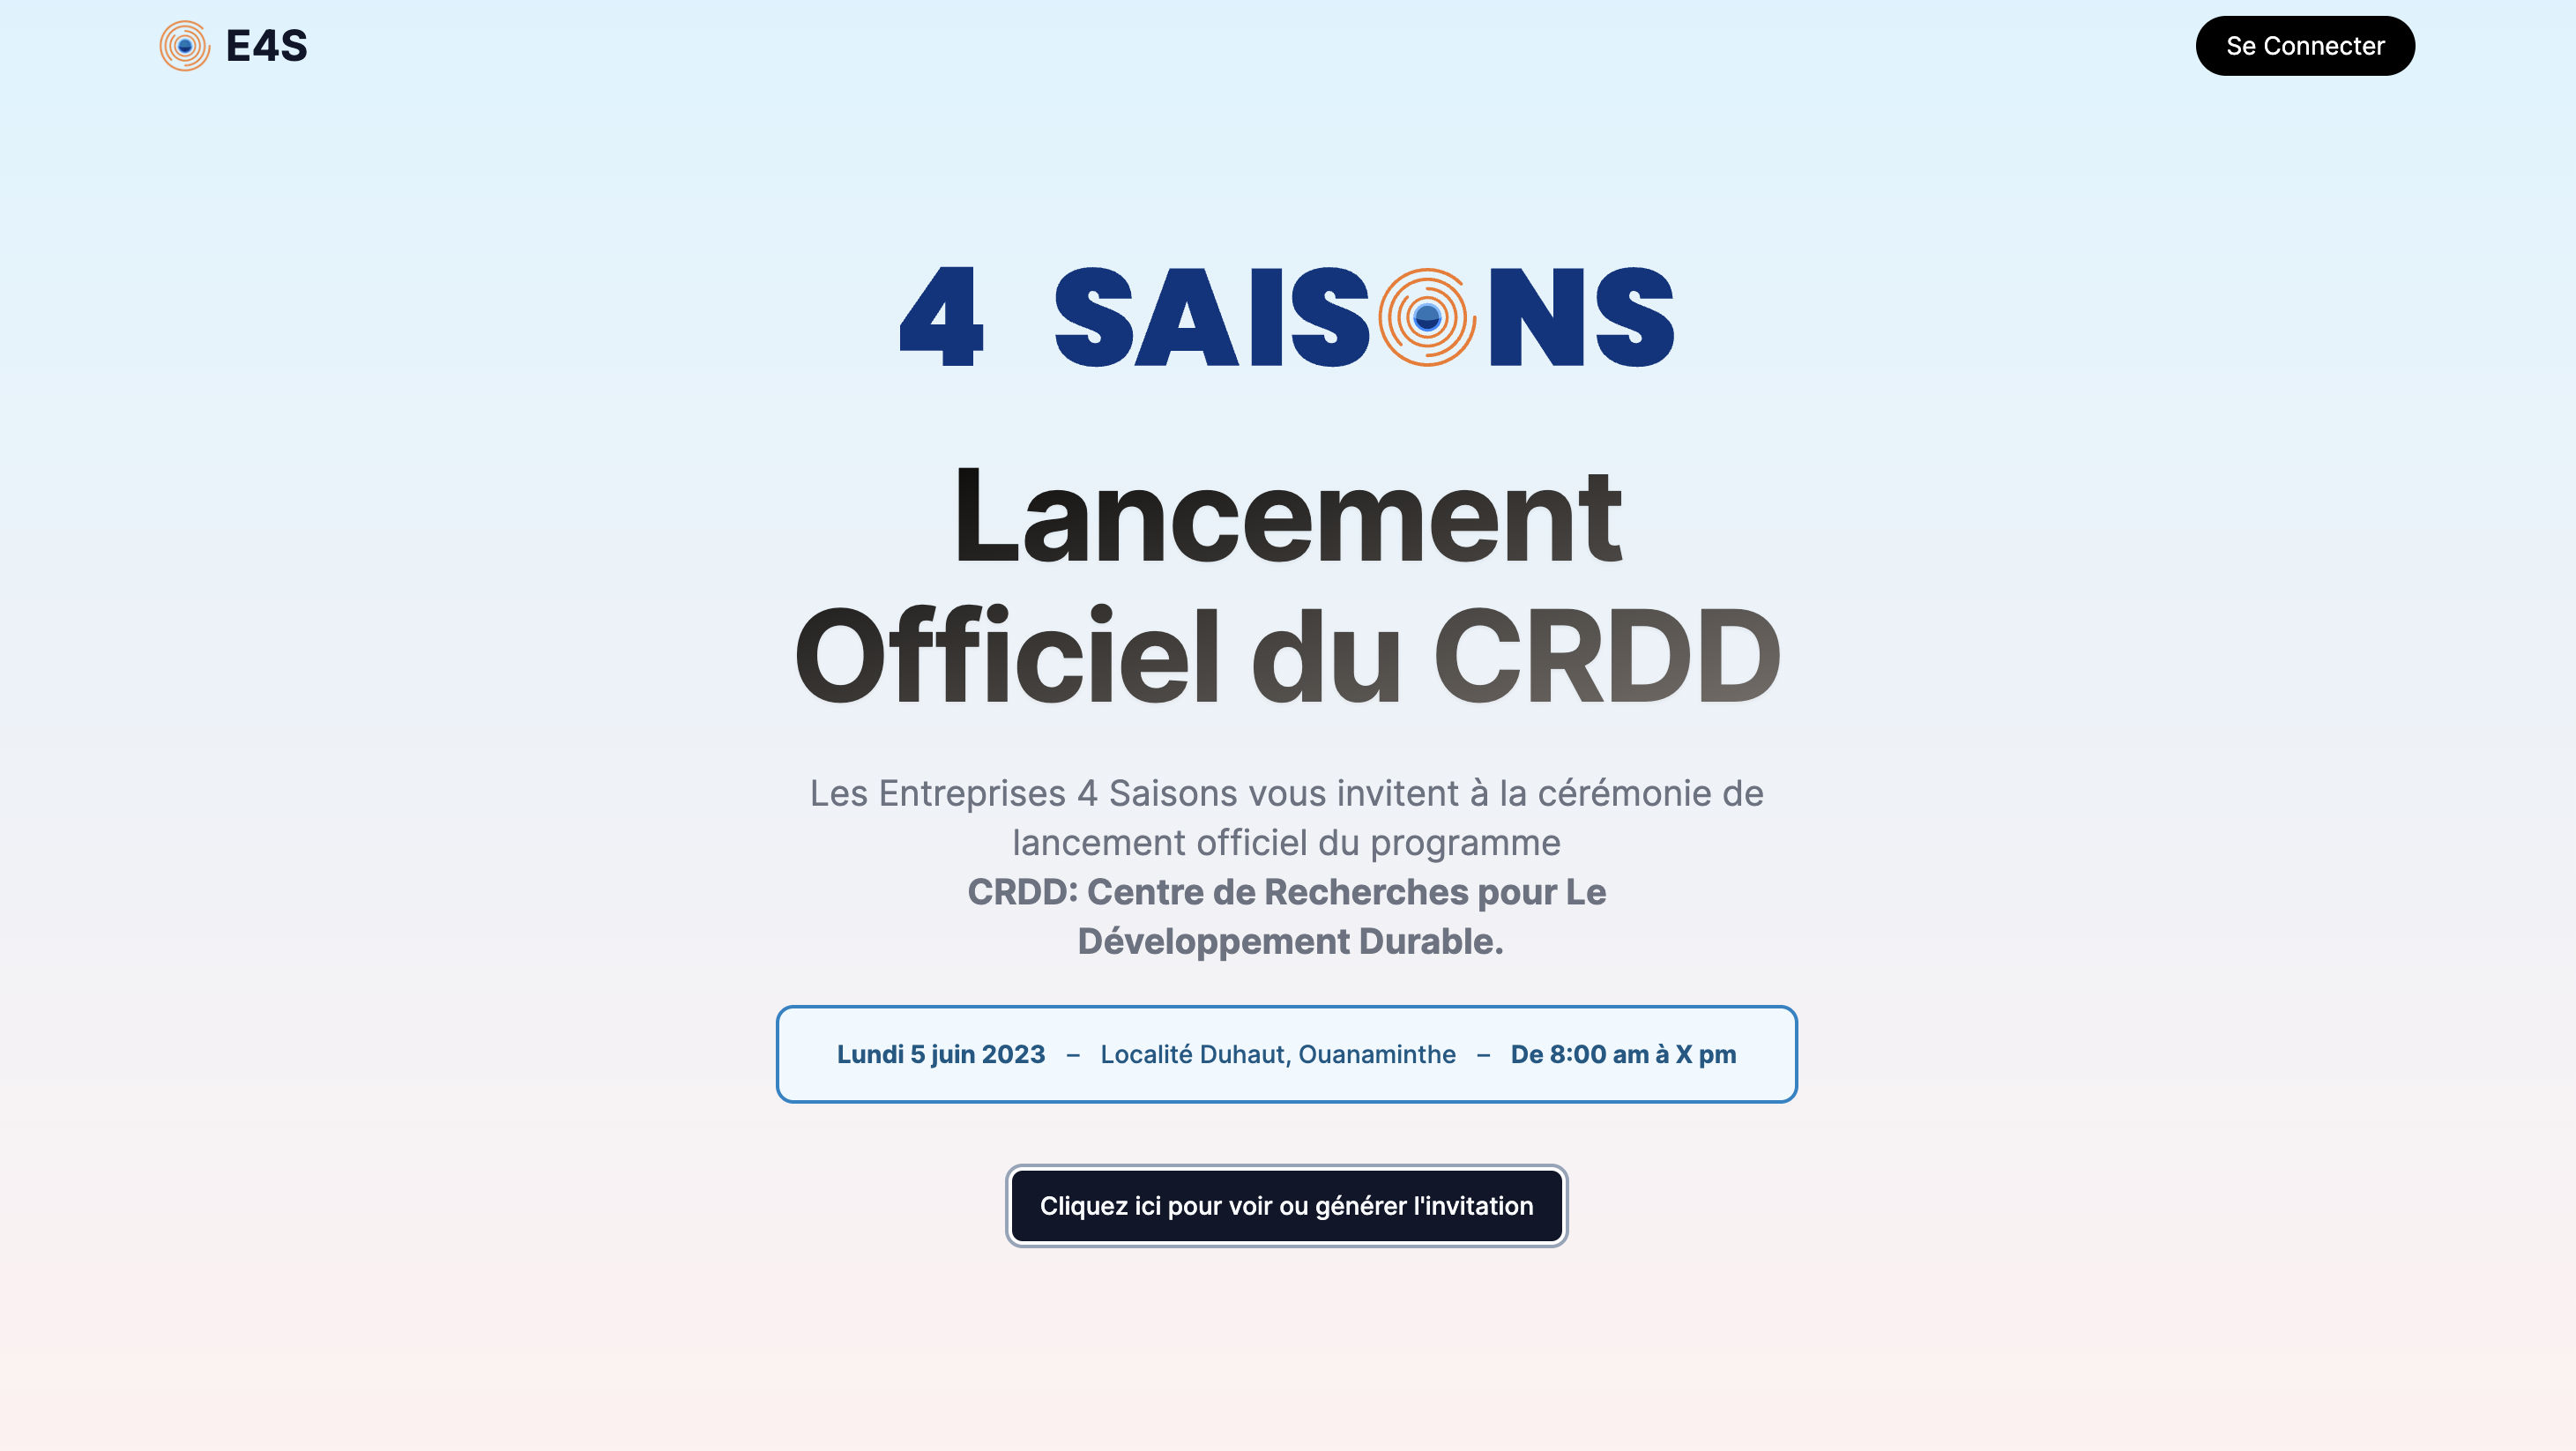 E4S
Se Connecter
4 SAISONS
Lancement
Officiel du CRDD
Les Entreprises 4 Saisons vous invitent à la cérémonie de
lancement officiel du programme
CRDD: Centre de Recherches pour Le
Développement Durable.
Lundi 5 juin 2023 – Localité Duhaut, Ouanaminthe – De 8:00 am à X pm
Cliquez ici pour voir ou générer l'invitation